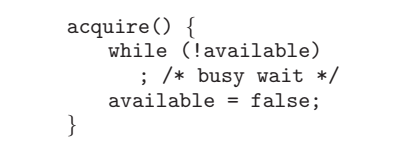 acquire() {
while (!available)
; /* busy wait */
available = false;
}